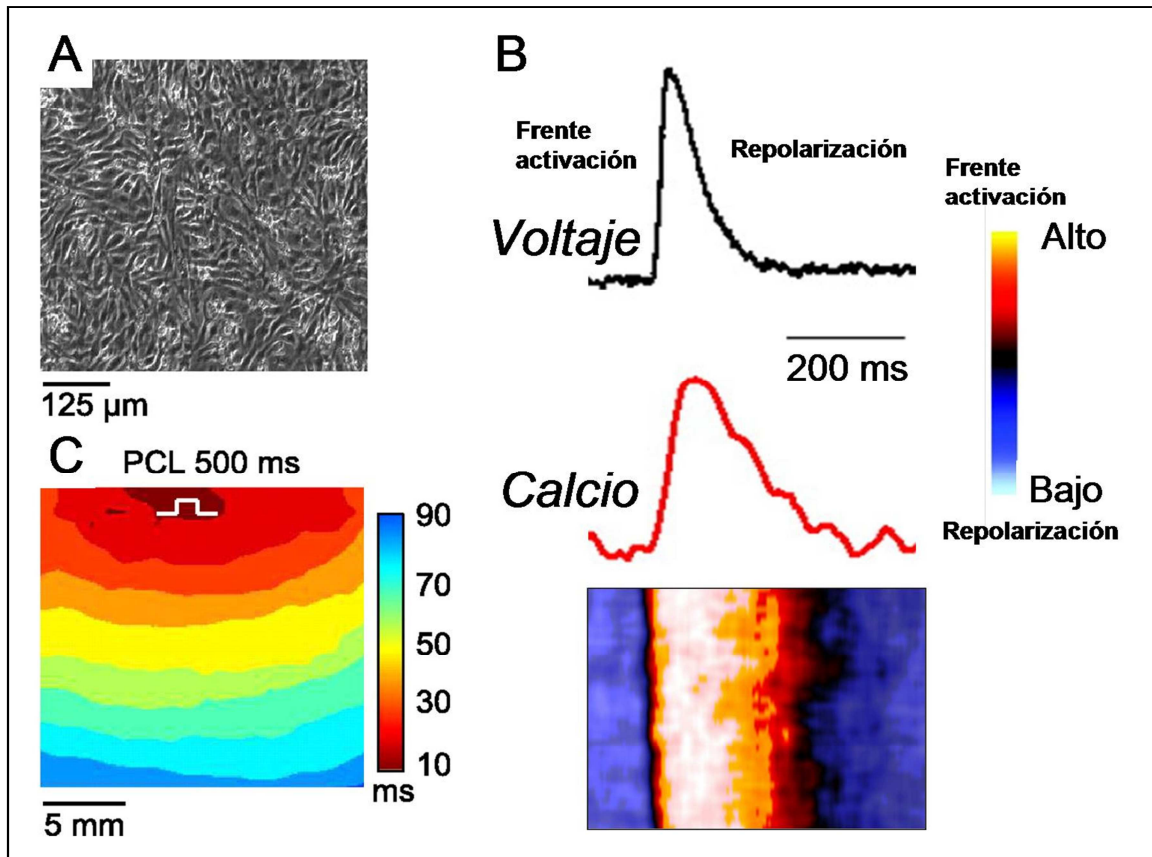 A
125 µm
B
Frente
activación
Repolarización
Voltaje
200 ms
Calcio
Frente
activación
Alto
Bajo
Repolarización
C
PCL 500 ms
90
70
50
30
10
ms
5 mm